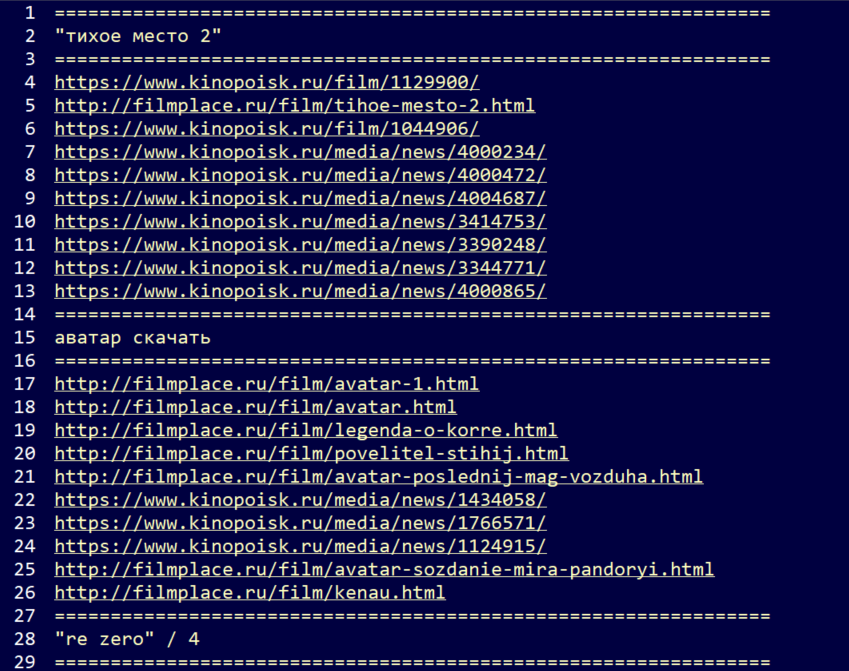 1 ================================================================
2 "тихое место 2"
3 ================================================================
4 https://www.kinopoisk.ru/film/1129900/
5 http://filmplace.ru/film/tihoe-mesto-2.html
6 https://www.kinopoisk.ru/film/1044906/
7 https://www.kinopoisk.ru/media/news/4000234/
8 https://www.kinopoisk.ru/media/news/4000472/
9 https://www.kinopoisk.ru/media/news/4004687/
10 https://www.kinopoisk.ru/media/news/3414753/
11 https://www.kinopoisk.ru/media/news/3390248/
12 https://www.kinopoisk.ru/media/news/3344771/
13 https://www.kinopoisk.ru/media/news/4000865/
14 ================================================================
15 аватар скачать
16 ================================================================
17 http://filmplace.ru/film/avatar-1.html
18 http://filmplace.ru/film/avatar.html
19 http://filmplace.ru/film/legenda-o-korre.html
20 http://filmplace.ru/film/povelitel-stihij.html
21 http://filmplace.ru/film/avatar-poslednij-mag-vozduha.html
22 https://www.kinopoisk.ru/media/news/1434058/
23 https://www.kinopoisk.ru/media/news/1766571/
24 https://www.kinopoisk.ru/media/news/1124915/
25 http://filmplace.ru/film/avatar-sozdanie-mira-pandoryi.html
26 http://filmplace.ru/film/kenau.html
27 ================================================================
28 "re zero" / 4
29 ================================================================